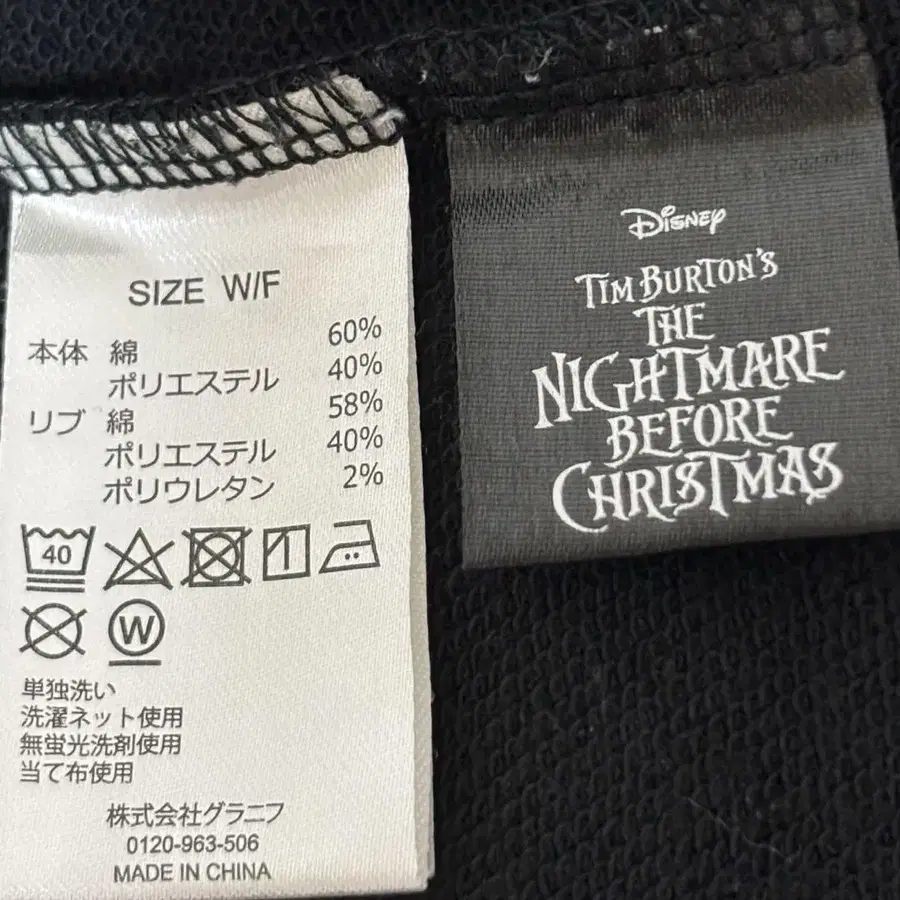 SIZE W/F
本体 綿 60%
ポリエステル 40%
リブ 綿 58%
ポリエステル 40%
ポリウレタン 2%
40
W
単独洗い
洗濯ネット使用
無蛍光洗剤使用
当て布使用
株式会社グラニフ
0120-963-506
MADE IN CHINA
DISNEY
TIM BURTON'S
THE
NIGHTMARE
BEFORE
CHRISTMAS